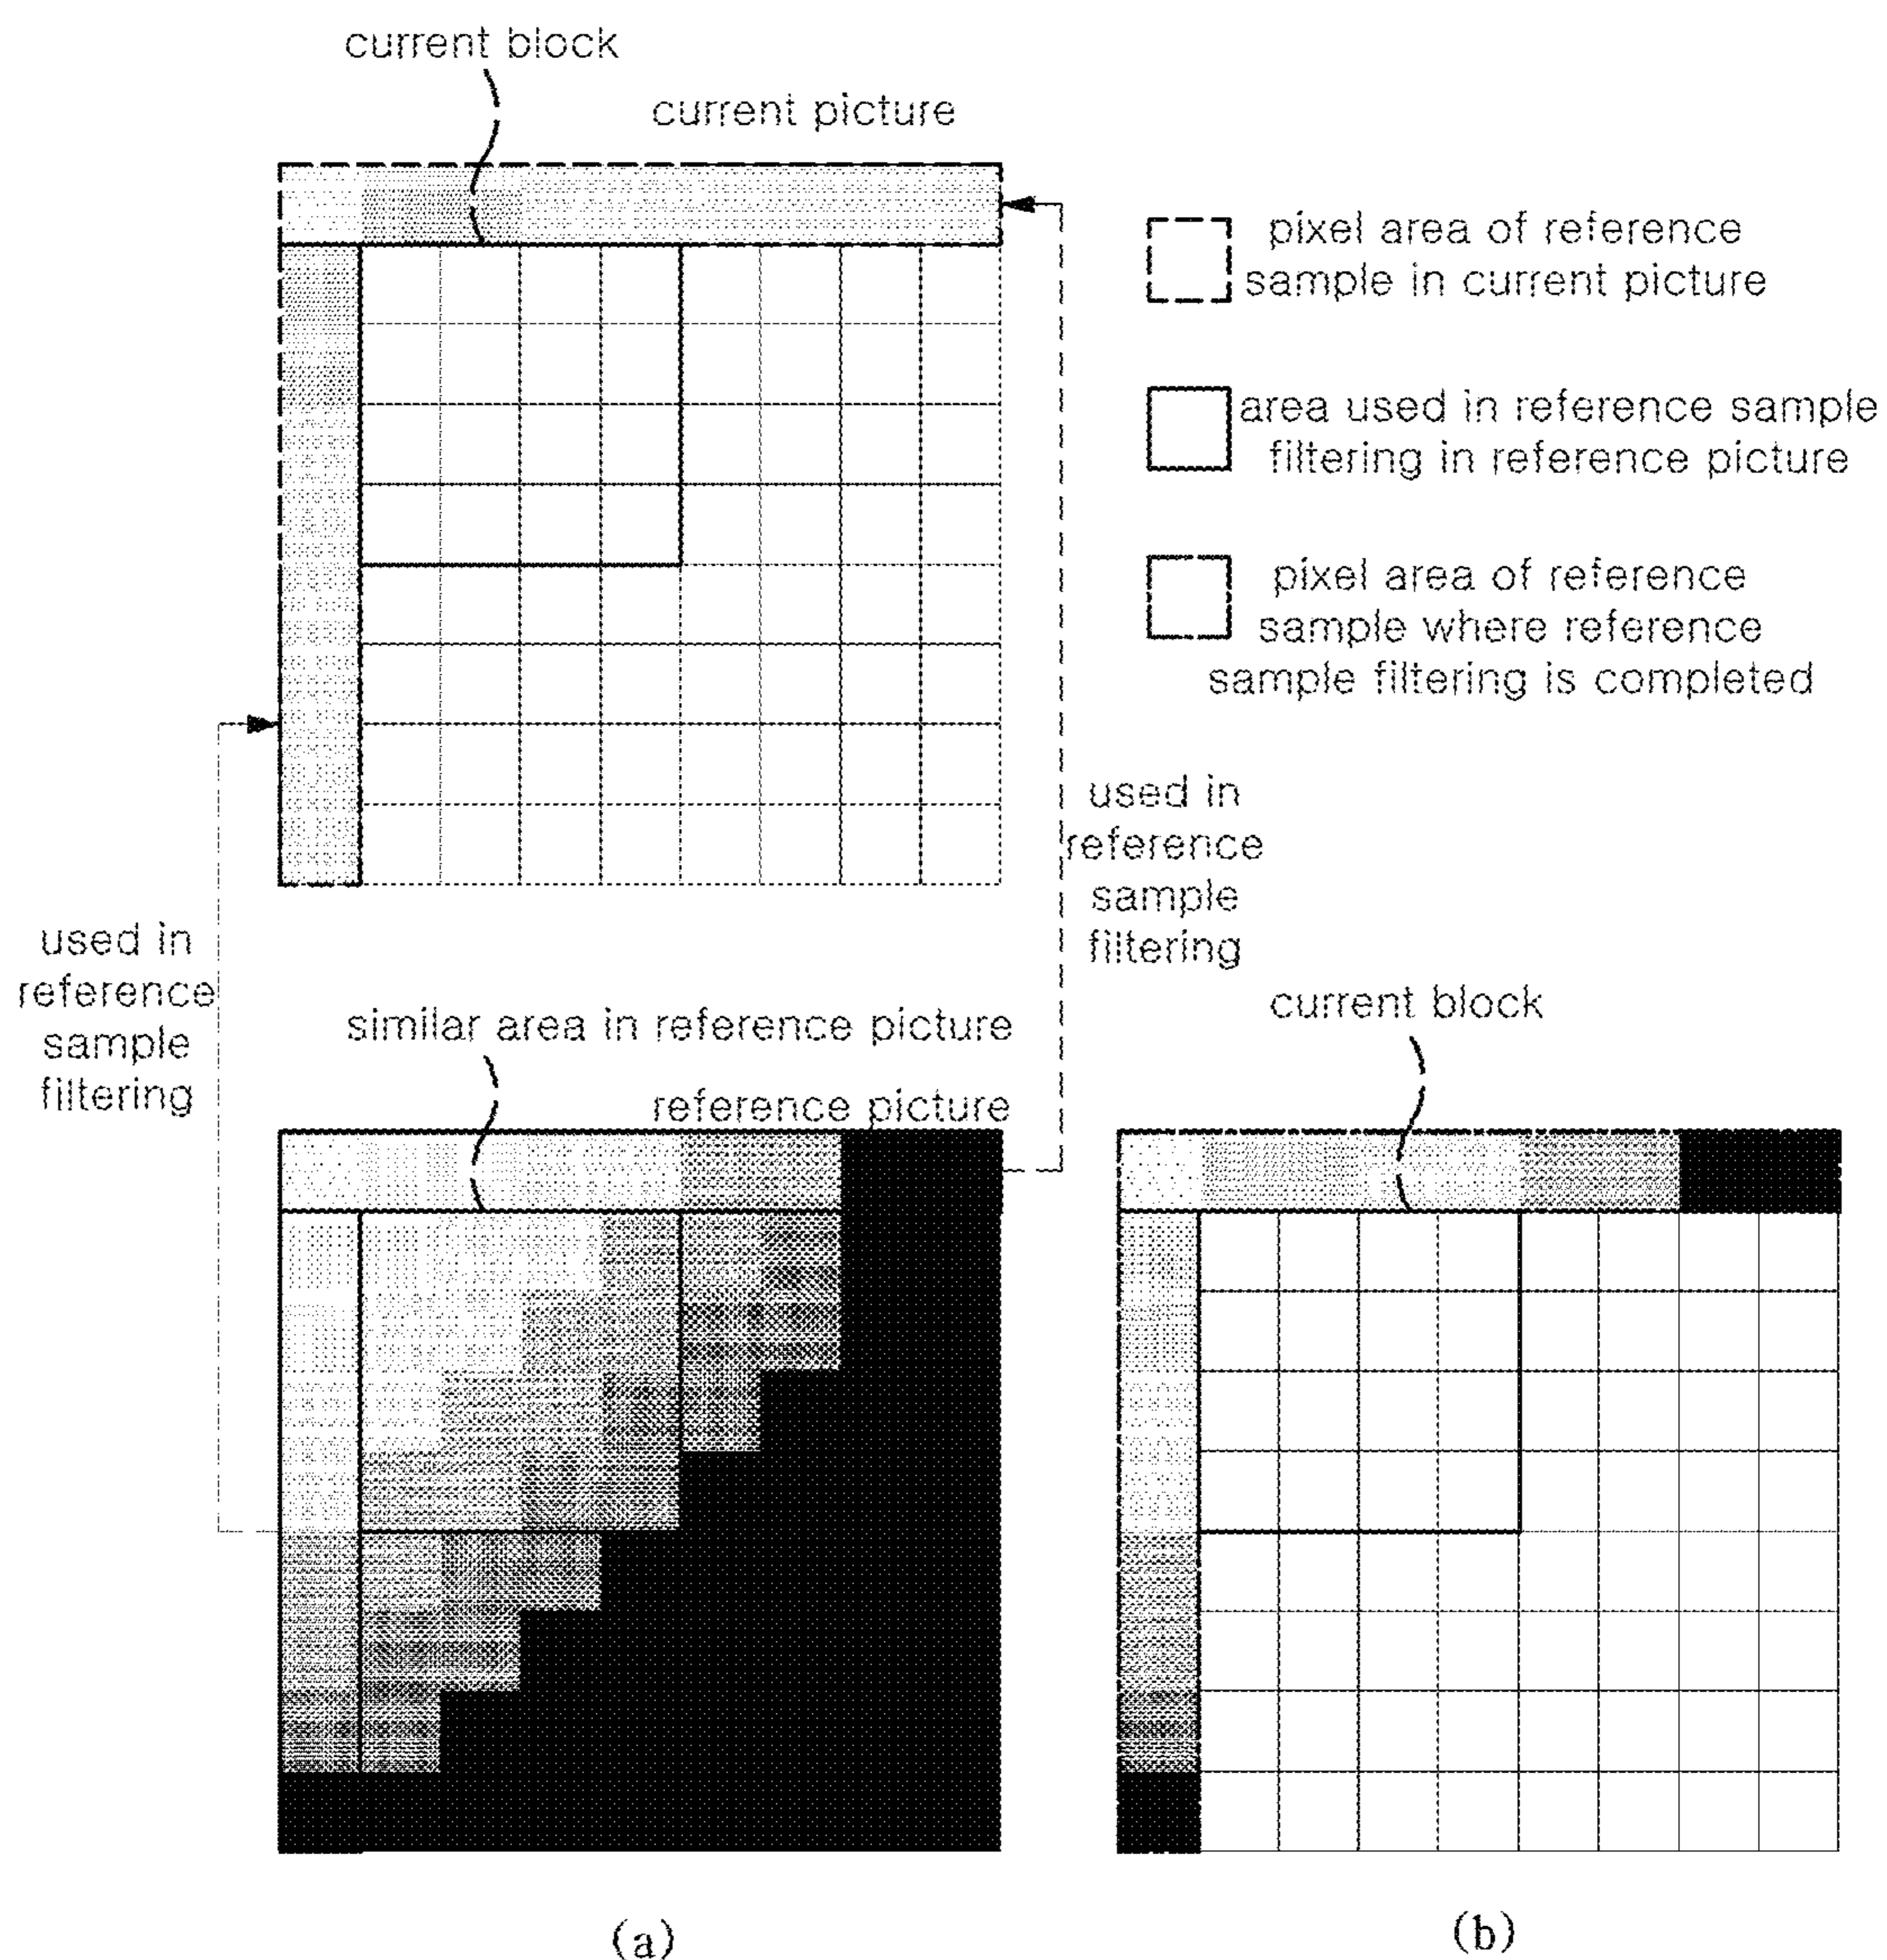 current block
current picture
pixel area of reference
sample in current picture
area used in reference sample
filtering in reference picture
pixel area of reference
sample where reference
sample filtering is completed
used in
reference
sample
filtering
used in
reference
sample
filtering
similar area in reference picture
reference picture
current block
(a)
(b)